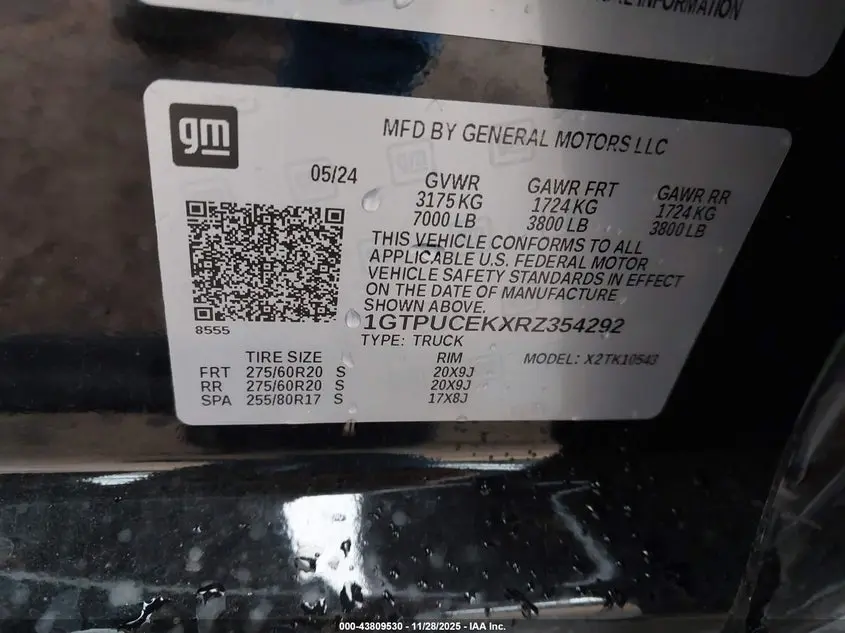 INFORMATION
gm
MFD BY GENERAL MOTORS LLC
05/24
GVWR
3175 KG
7000 LB
GAWR FRT
1724 KG
3800 LB
GAWR RR
1724 KG
3800 LB
THIS VEHICLE CONFORMS TO ALL
APPLICABLE U.S. FEDERAL MOTOR
VEHICLE SAFETY STANDARDS IN EFFECT
ON THE DATE OF MANUFACTURE
SHOWN ABOVE.
8555
1GTPUCEKXRZ354292
TYPE: TRUCK
TIRE SIZE RIM MODEL: X2TK10543
FRT 275/60R20 S 20X9J
RR 275/60R20 S 20X9J
SPA 255/80R17 S 17X8J
000-43809530 - 11/28/2025 - IAA Inc.